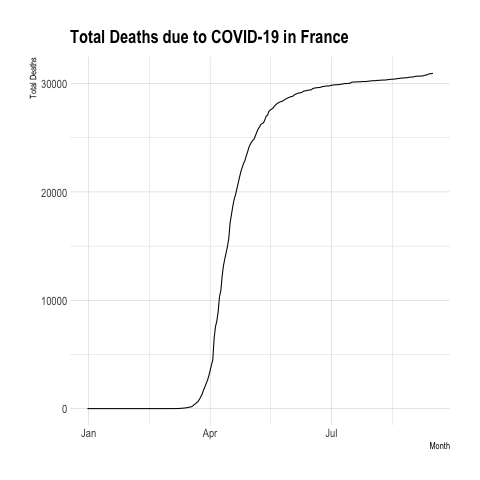 Total Deaths due to COVID-19 in France
Total Deaths
30000
20000
10000
0
Jan
Apr
Jul
Month